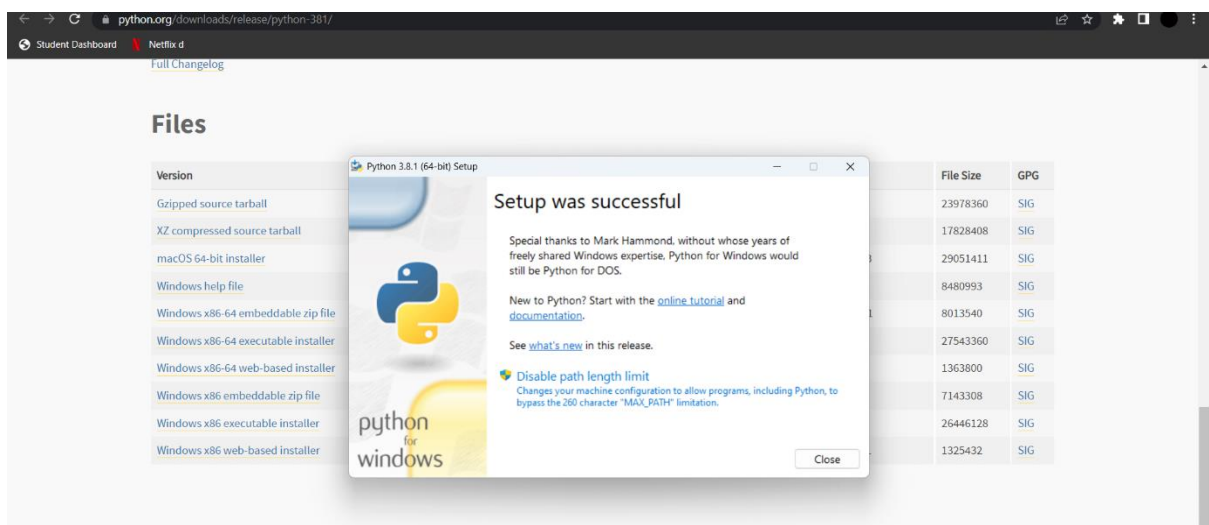 python.org/downloads/release/python-381/
Student Dashboard Netflix d
Full Changelog
Files
Version File Size GPG
Gzipped source tarball 23978360 SIG
XZ compressed source tarball 17828408 SIG
macOS 64-bit installer 3 29051411 SIG
Windows help file 8480993 SIG
Windows x86-64 embeddable zip file 1 8013540 SIG
Windows x86-64 executable installer 27543360 SIG
Windows x86-64 web-based installer 1363800 SIG
Windows x86 embeddable zip file 7143308 SIG
Windows x86 executable installer 26446128 SIG
Windows x86 web-based installer 1325432 SIG
Python 3.8.1 (64-bit) Setup
Setup was successful
Special thanks to Mark Hammond, without whose years of
freely shared Windows expertise, Python for Windows would
still be Python for DOS.
New to Python? Start with the online tutorial and
documentation.
See what's new in this release.
Disable path length limit
Changes your machine configuration to allow programs, including Python, to
bypass the 260 character "MAX_PATH" limitation.
python
for
windows
Close